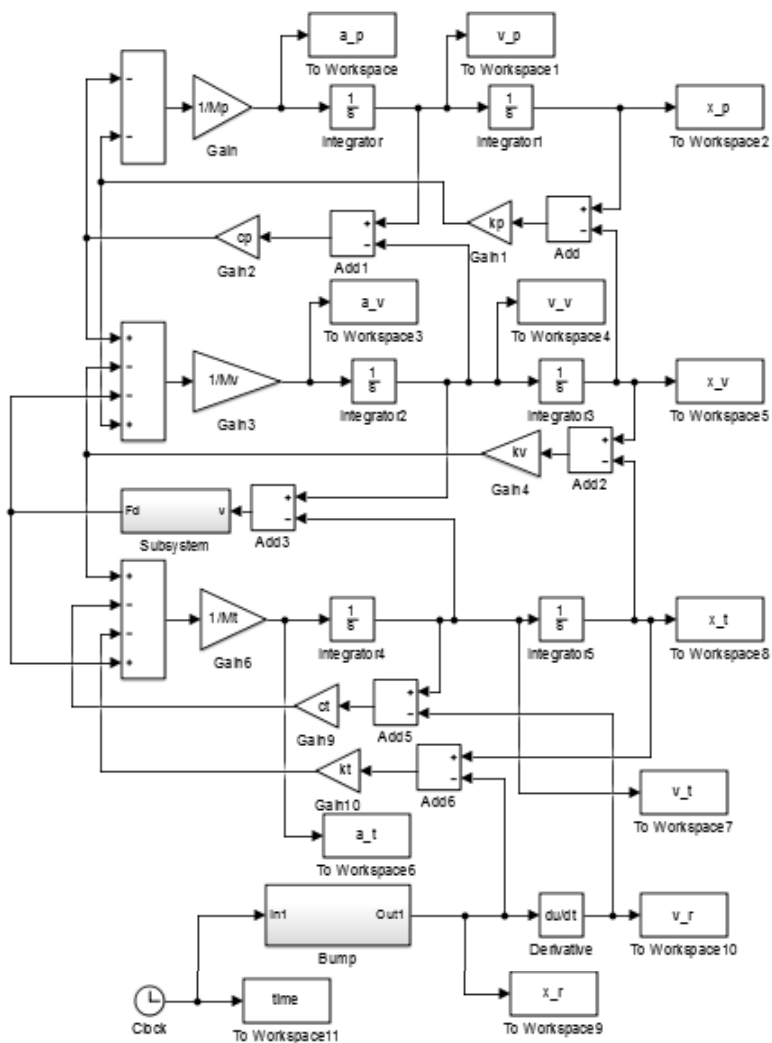 a_p
v_p
To Workspace
To Workspace1
−
−
1/Mp
Gain
1
s
Integrator
1
s
Integrator1
x_p
To Workspace2
cp
Gain2
+
−
Add1
kp
Gain1
+
−
Add
a_v
To Workspace3
v_v
To Workspace4
+
−
−
+
1/Mv
Gain3
1
s
Integrator2
1
s
Integrator3
x_v
To Workspace5
kv
Gain4
+
−
Add2
Fd
v
Subsystem
+
−
Add3
+
−
−
+
1/Mt
Gain6
1
s
Integrator4
1
s
Integrator5
x_t
To Workspace8
ct
Gain9
+
−
Add5
kt
Gain10
+
−
Add6
v_t
To Workspace7
a_t
To Workspace6
In1
Out1
Bump
du/dt
Derivative
v_r
To Workspace10
Clock
time
To Workspace11
x_r
To Workspace9